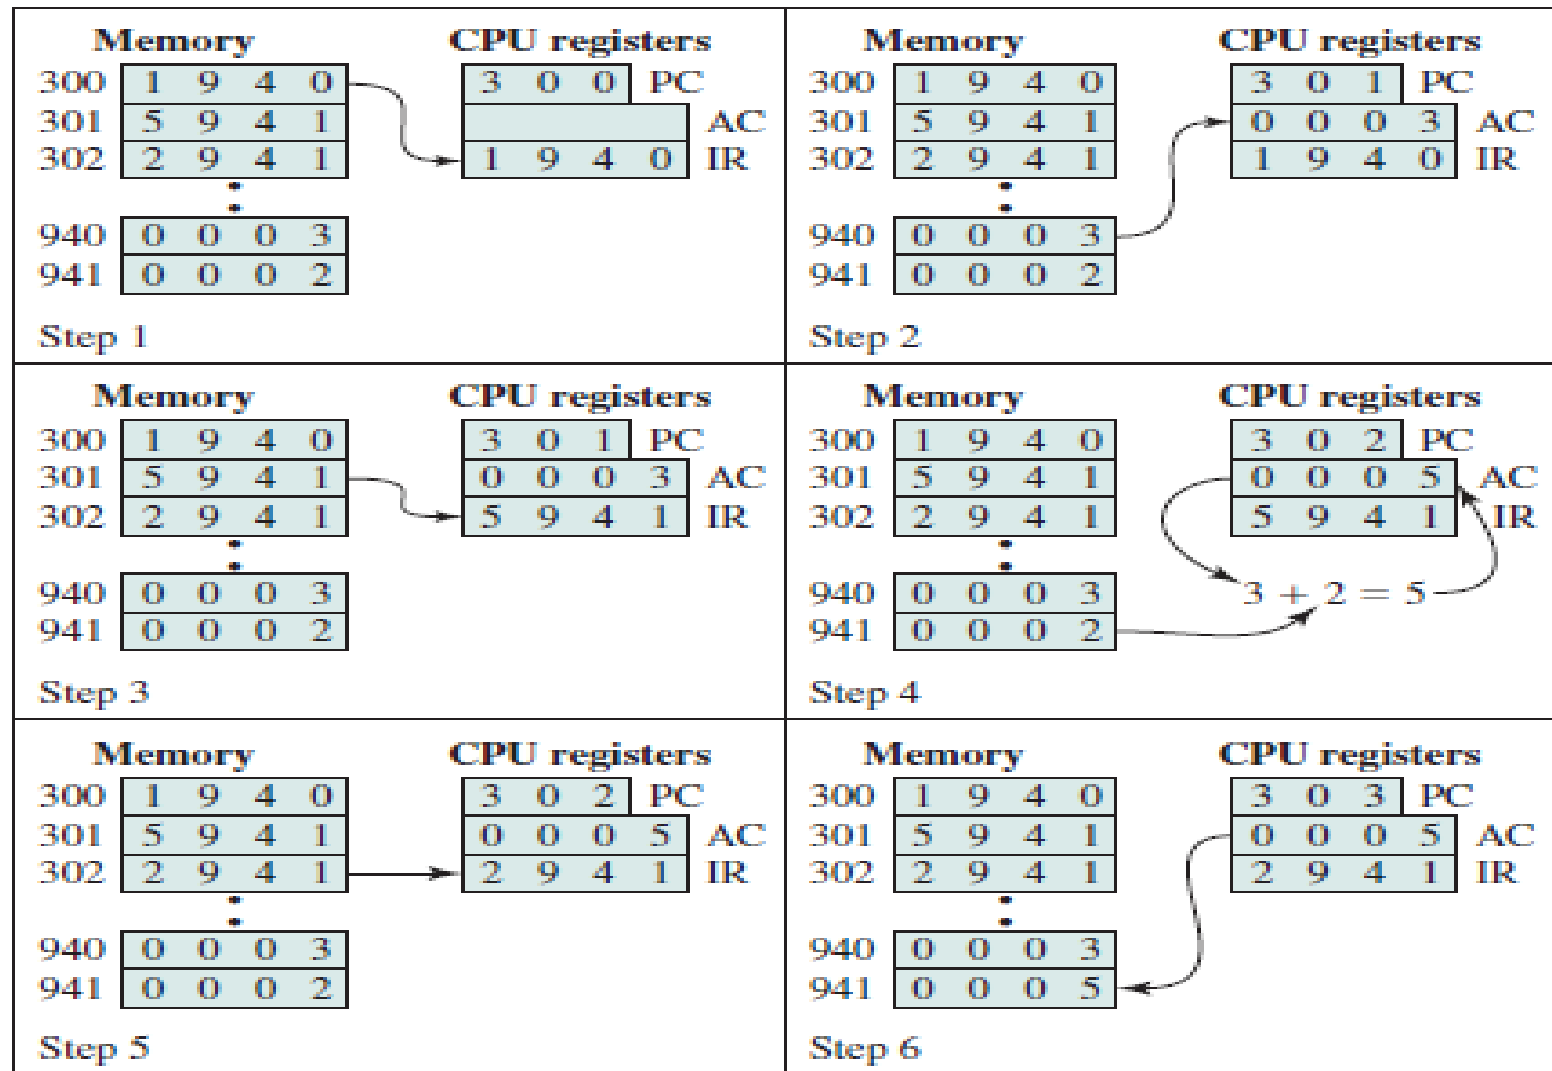 Memory CPU registers
300 1 9 4 0 3 0 0 PC
301 5 9 4 1 AC
302 2 9 4 1 1 9 4 0 IR
940 0 0 0 3
941 0 0 0 2
Step 1
Memory CPU registers
300 1 9 4 0 3 0 1 PC
301 5 9 4 1 0 0 0 3 AC
302 2 9 4 1 1 9 4 0 IR
940 0 0 0 3
941 0 0 0 2
Step 2
Memory CPU registers
300 1 9 4 0 3 0 1 PC
301 5 9 4 1 0 0 0 3 AC
302 2 9 4 1 5 9 4 1 IR
940 0 0 0 3
941 0 0 0 2
Step 3
Memory CPU registers
300 1 9 4 0 3 0 2 PC
301 5 9 4 1 0 0 0 5 AC
302 2 9 4 1 5 9 4 1 IR
940 0 0 0 3 3 + 2 = 5
941 0 0 0 2
Step 4
Memory CPU registers
300 1 9 4 0 3 0 2 PC
301 5 9 4 1 0 0 0 5 AC
302 2 9 4 1 2 9 4 1 IR
940 0 0 0 3
941 0 0 0 2
Step 5
Memory CPU registers
300 1 9 4 0 3 0 3 PC
301 5 9 4 1 0 0 0 5 AC
302 2 9 4 1 2 9 4 1 IR
940 0 0 0 3
941 0 0 0 5
Step 6